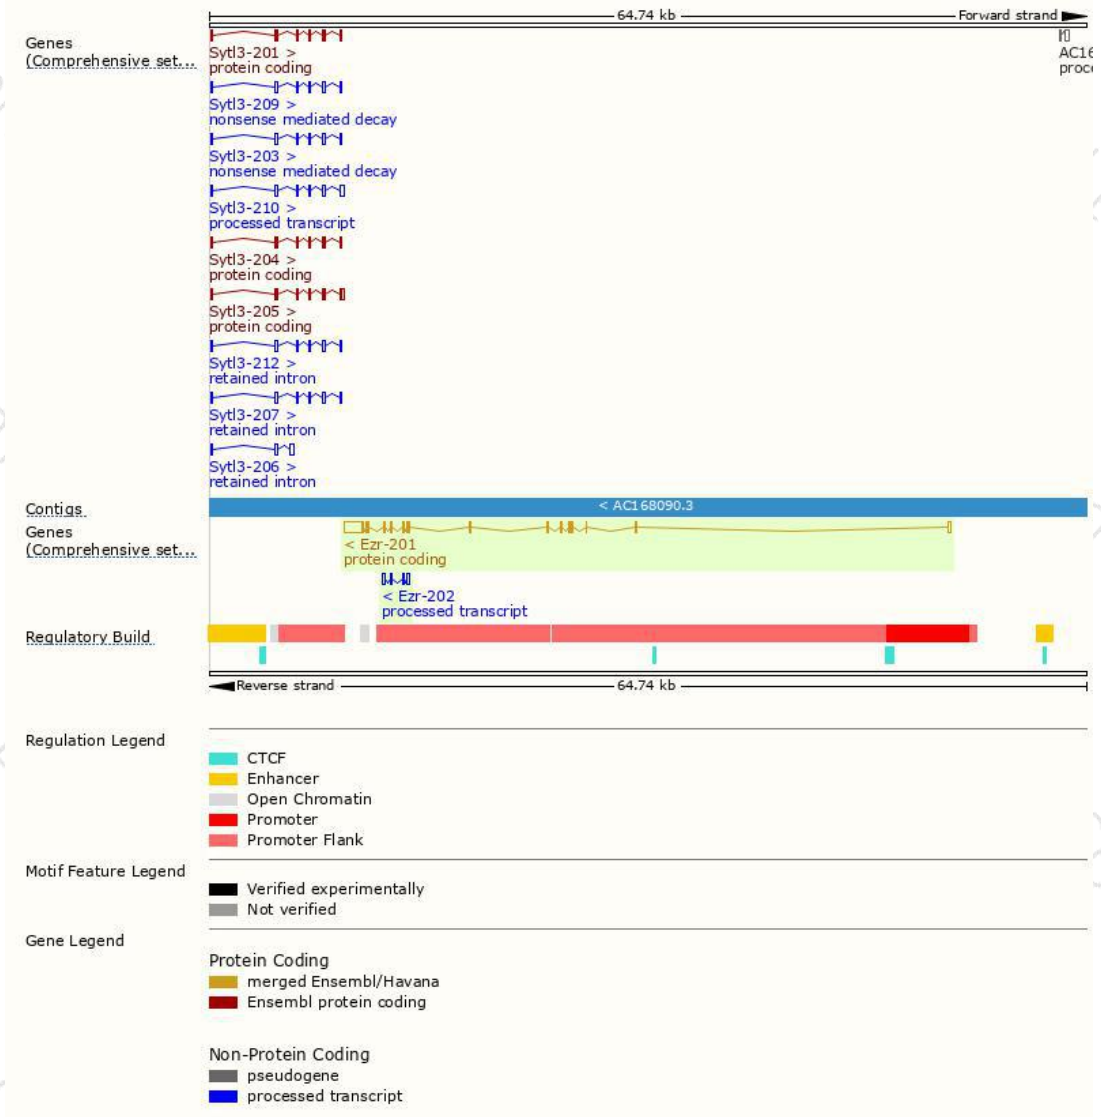 64.74 kb
Forward strand
Genes
(Comprehensive set...
Sytl3-201 >
protein coding
AC16
proce
Sytl3-209 >
nonsense mediated decay
Sytl3-203 >
nonsense mediated decay
Sytl3-210 >
processed transcript
Sytl3-204 >
protein coding
Sytl3-205 >
protein coding
Sytl3-212 >
retained intron
Sytl3-207 >
retained intron
Sytl3-206 >
retained intron
Contigs
< AC168090.3
Genes
(Comprehensive set...
< Ezr-201
protein coding
< Ezr-202
processed transcript
Regulatory Build
Reverse strand
64.74 kb
Regulation Legend
CTCF
Enhancer
Open Chromatin
Promoter
Promoter Flank
Motif Feature Legend
Verified experimentally
Not verified
Gene Legend
Protein Coding
merged Ensembl/Havana
Ensembl protein coding
Non-Protein Coding
pseudogene
processed transcript